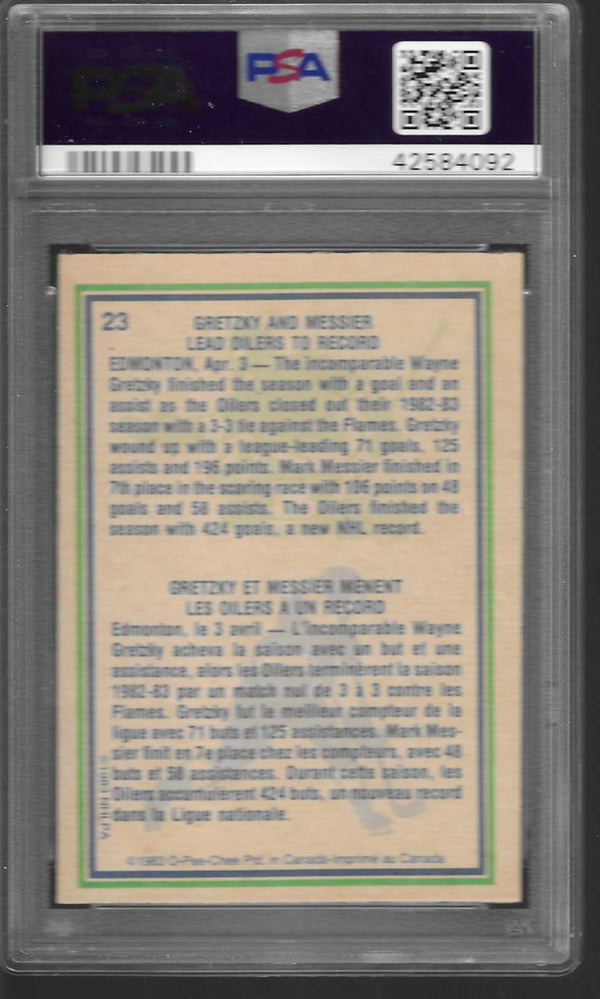 PSA
PSA
42584092
23
GRETZKY AND MESSIER
LEAD OILERS TO RECORD
EDMONTON, Apr. 3 — The incomparable Wayne
Gretzky finished the season with a goal and an
assist as the Oilers closed out their 1982-83
season with a 3-3 tie against the Flames. Gretzky
wound up with a league-leading 71 goals, 125
assists and 196 points. Mark Messier finished in
7th place in the scoring race with 106 points on 48
goals and 58 assists. The Oilers finished the
season with 424 goals, a new NHL record.
GRETZKY ET MESSIER MÈNENT
LES OILERS À UN RECORD
Edmonton, le 3 avril — L'incomparable Wayne
Gretzky acheva la saison avec un but et une
assistance, alors les Oilers terminèrent la saison
1982-83 par un match nul de 3 à 3 contre les
Flames. Gretzky fut le meilleur compteur de la
ligue avec 71 buts et 125 assistances. Mark Mes-
sier finit en 7e place chez les compteurs, avec 48
buts et 58 assistances. Durant cette saison, les
Oilers accumulèrent 424 buts, un nouveau record
dans la Ligue nationale.
©1983 O-Pee-Chee Ptd. in Canada-Imprimé au Canada